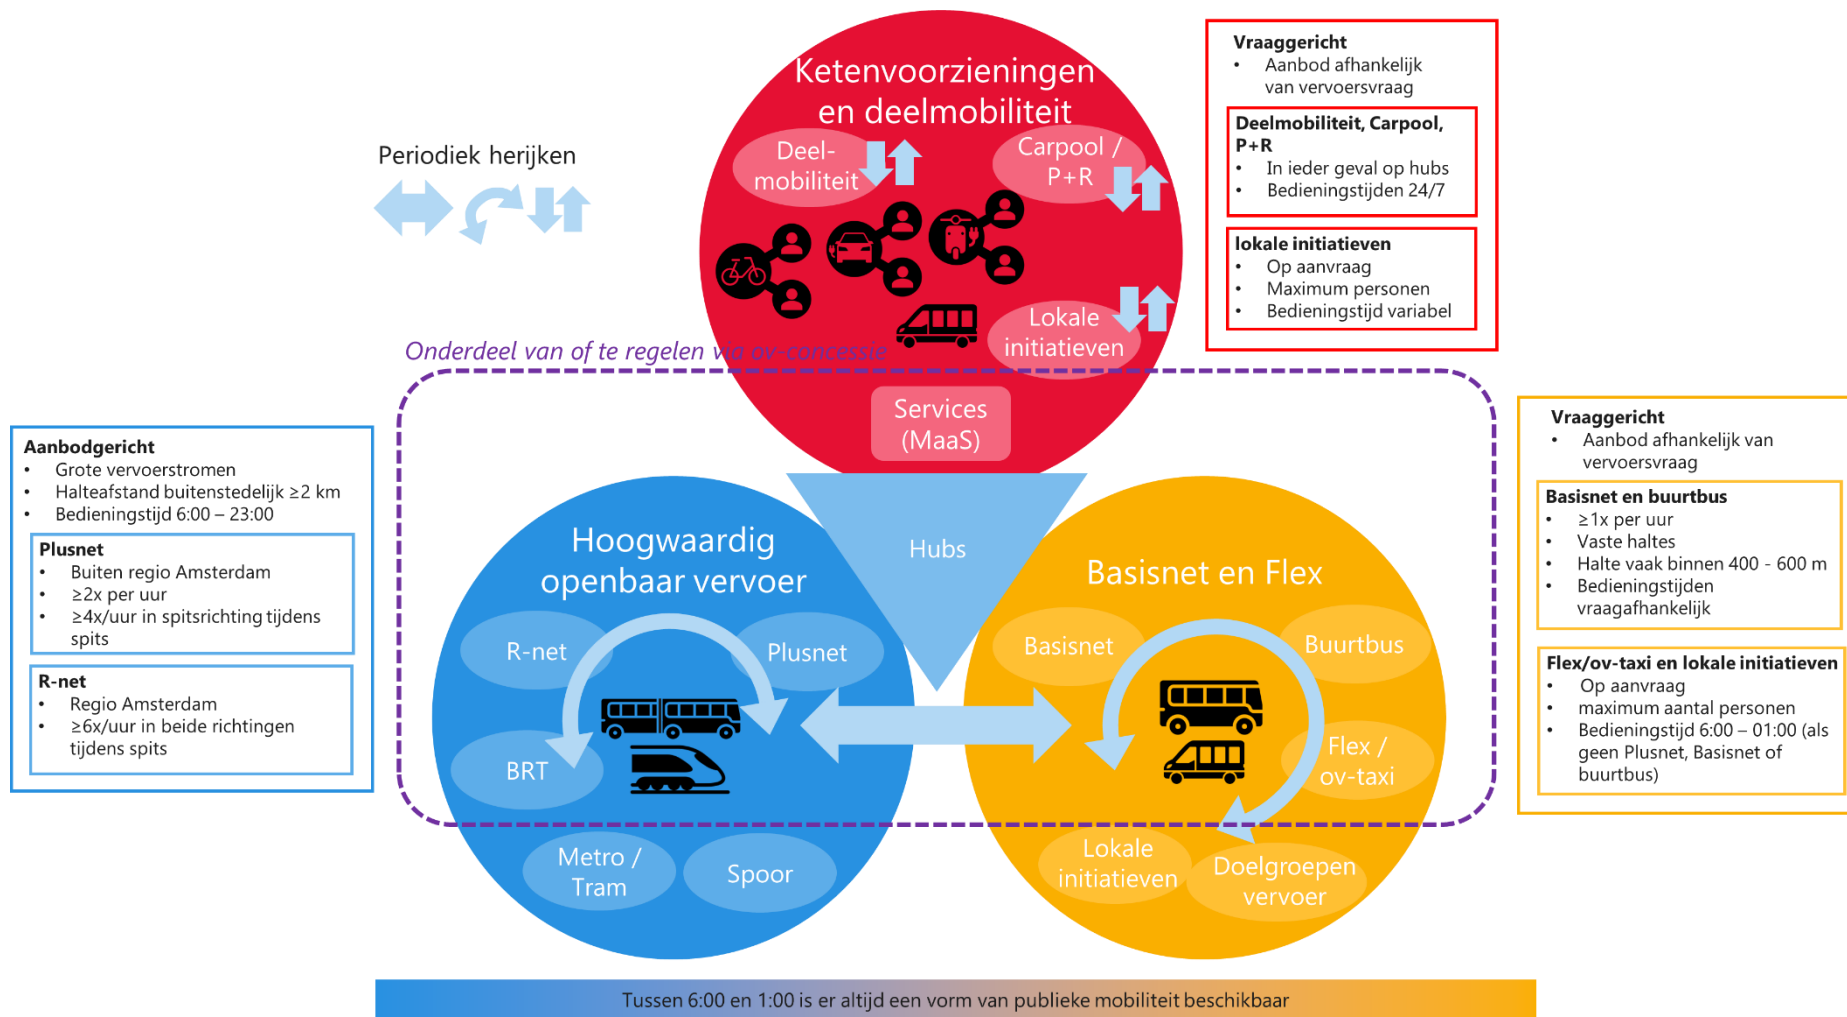 Ketenvoorzieningen
en deelmobiliteit
Deel-
mobiliteit
Carpool /
P+R
Lokale
initiatieven
Services
(MaaS)
Periodiek herijken
Onderdeel van of te regelen via ov-concessie
Vraaggericht
• Aanbod afhankelijk
van vervoersvraag
Deelmobiliteit, Carpool,
P+R
• In ieder geval op hubs
• Bedieningstijden 24/7
lokale initiatieven
• Op aanvraag
• Maximum personen
• Bedieningstijd variabel
Aanbodgericht
• Grote vervoerstromen
• Halteafstand buitenstedelijk ≥2 km
• Bedieningstijd 6:00 – 23:00
Plusnet
• Buiten regio Amsterdam
• ≥2x per uur
• ≥4x/uur in spitsrichting tijdens
spits
R-net
• Regio Amsterdam
• ≥6x/uur in beide richtingen
tijdens spits
Hoogwaardig
openbaar vervoer
R-net
Plusnet
BRT
Metro /
Tram
Spoor
Hubs
Basisnet en Flex
Basisnet
Buurtbus
Flex /
ov-taxi
Lokale
initiatieven
Doelgroepen
vervoer
Vraaggericht
• Aanbod afhankelijk van
vervoersvraag
Basisnet en buurtbus
• ≥1x per uur
• Vaste haltes
• Halte vaak binnen 400 - 600 m
• Bedieningstijden
vraagafhankelijk
Flex/ov-taxi en lokale initiatieven
• Op aanvraag
• maximum aantal personen
• Bedieningstijd 6:00 – 01:00 (als
geen Plusnet, Basisnet of
buurtbus)
Tussen 6:00 en 1:00 is er altijd een vorm van publieke mobiliteit beschikbaar